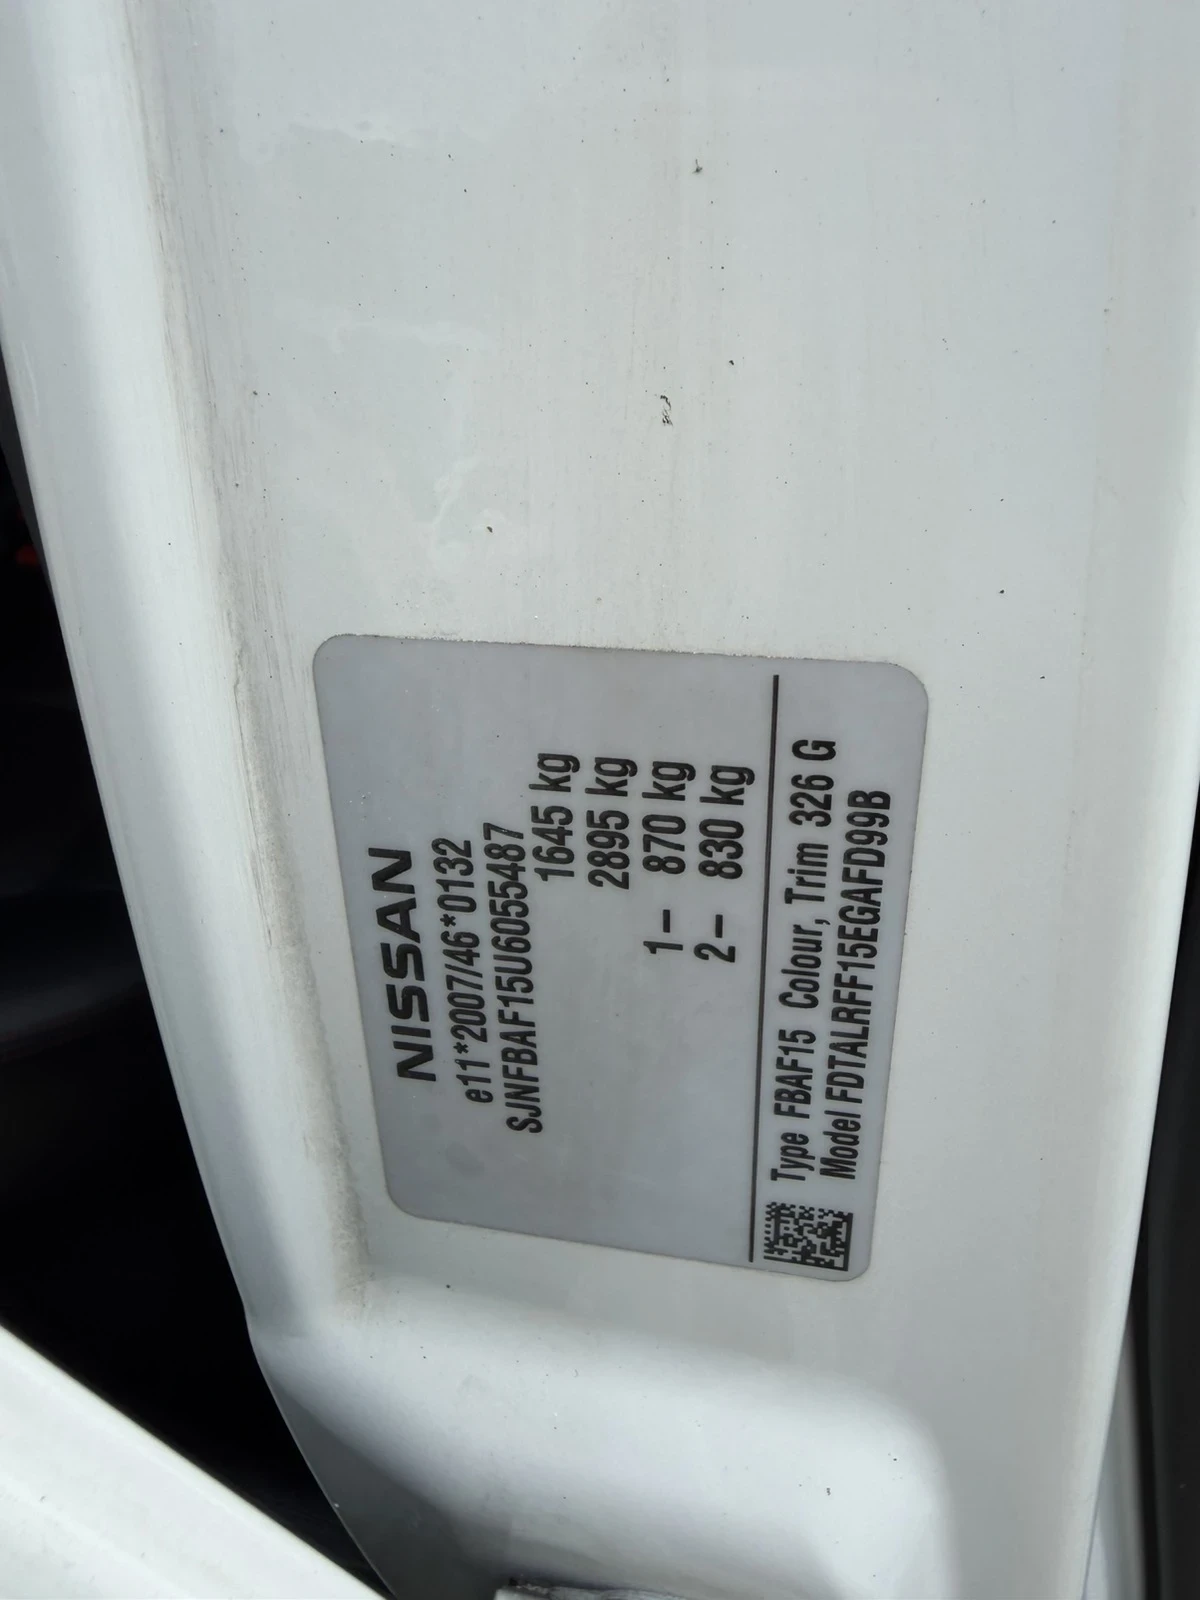 NISSAN
e11*2007/46*0132
SJNFBAF15U6055487
1645 kg
2895 kg
1– 870 kg
2– 830 kg
Type FBAF15 Colour, Trim 326 G
Model FDTALRFF15EGAFD99B